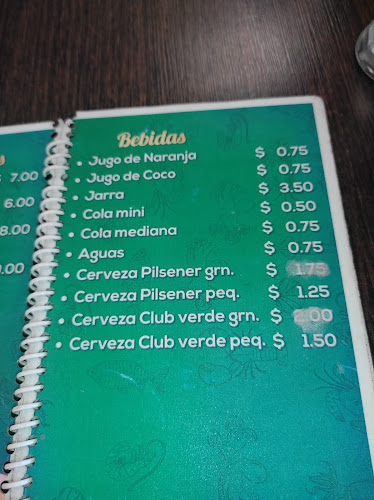 Bebidas
• Jugo de Naranja $ 0.75
• Jugo de Coco $ 0.75
• Jarra $ 3.50
• Cola mini $ 0.50
• Cola mediana $ 0.75
• Aguas $ 0.75
• Cerveza Pilsener grn. $ 1.75
• Cerveza Pilsener peq. $ 1.25
• Cerveza Club verde grn. $ 2.00
• Cerveza Club verde peq. $ 1.50
7.00
6.00
8.00